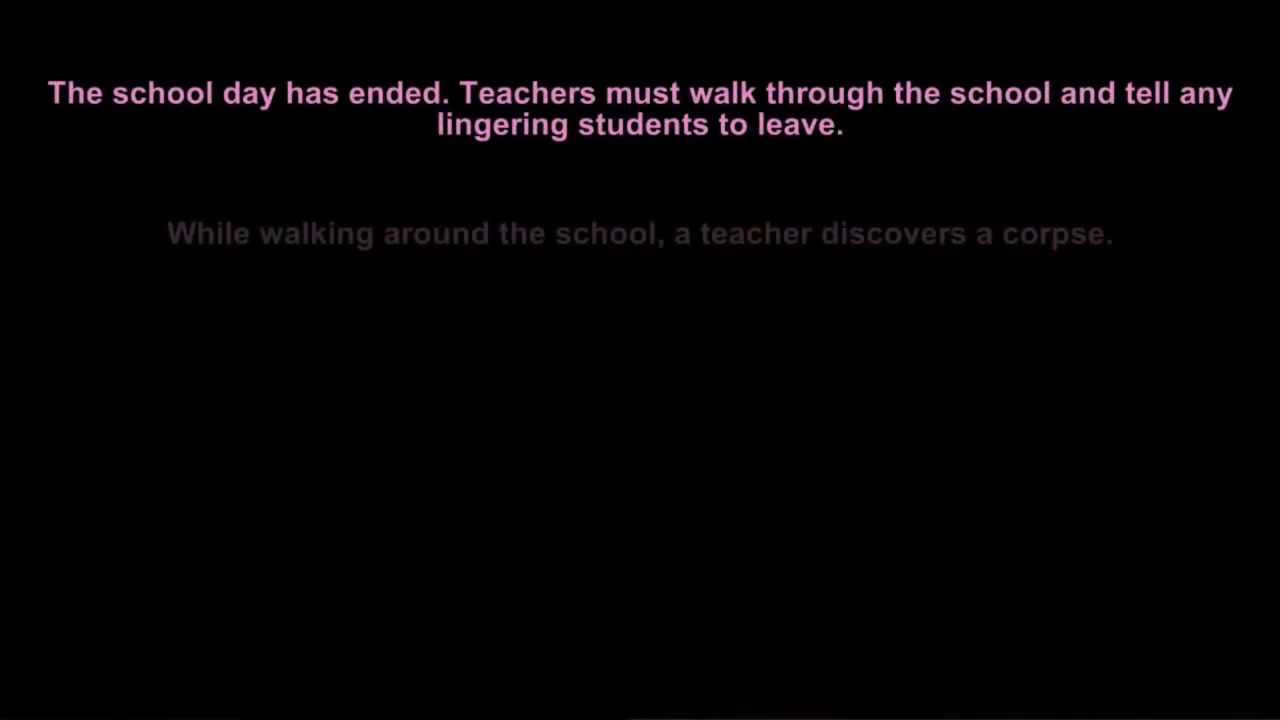 The school day has ended. Teachers must walk through the school and tell any
lingering students to leave.
While walking around the school, a teacher discovers a corpse.